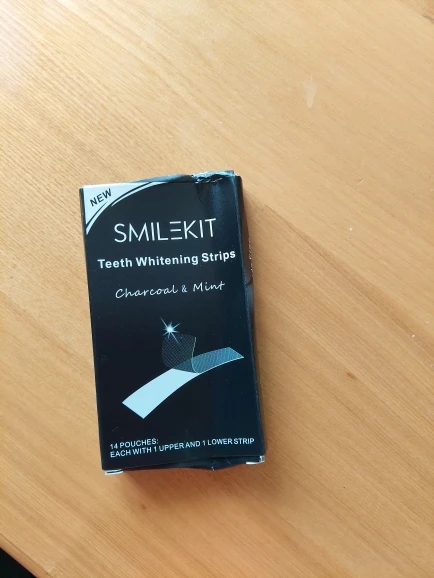 NEW
SMILEKIT
Teeth Whitening Strips
Charcoal & Mint
14 POUCHES:
EACH WITH 1 UPPER AND 1 LOWER STRIP